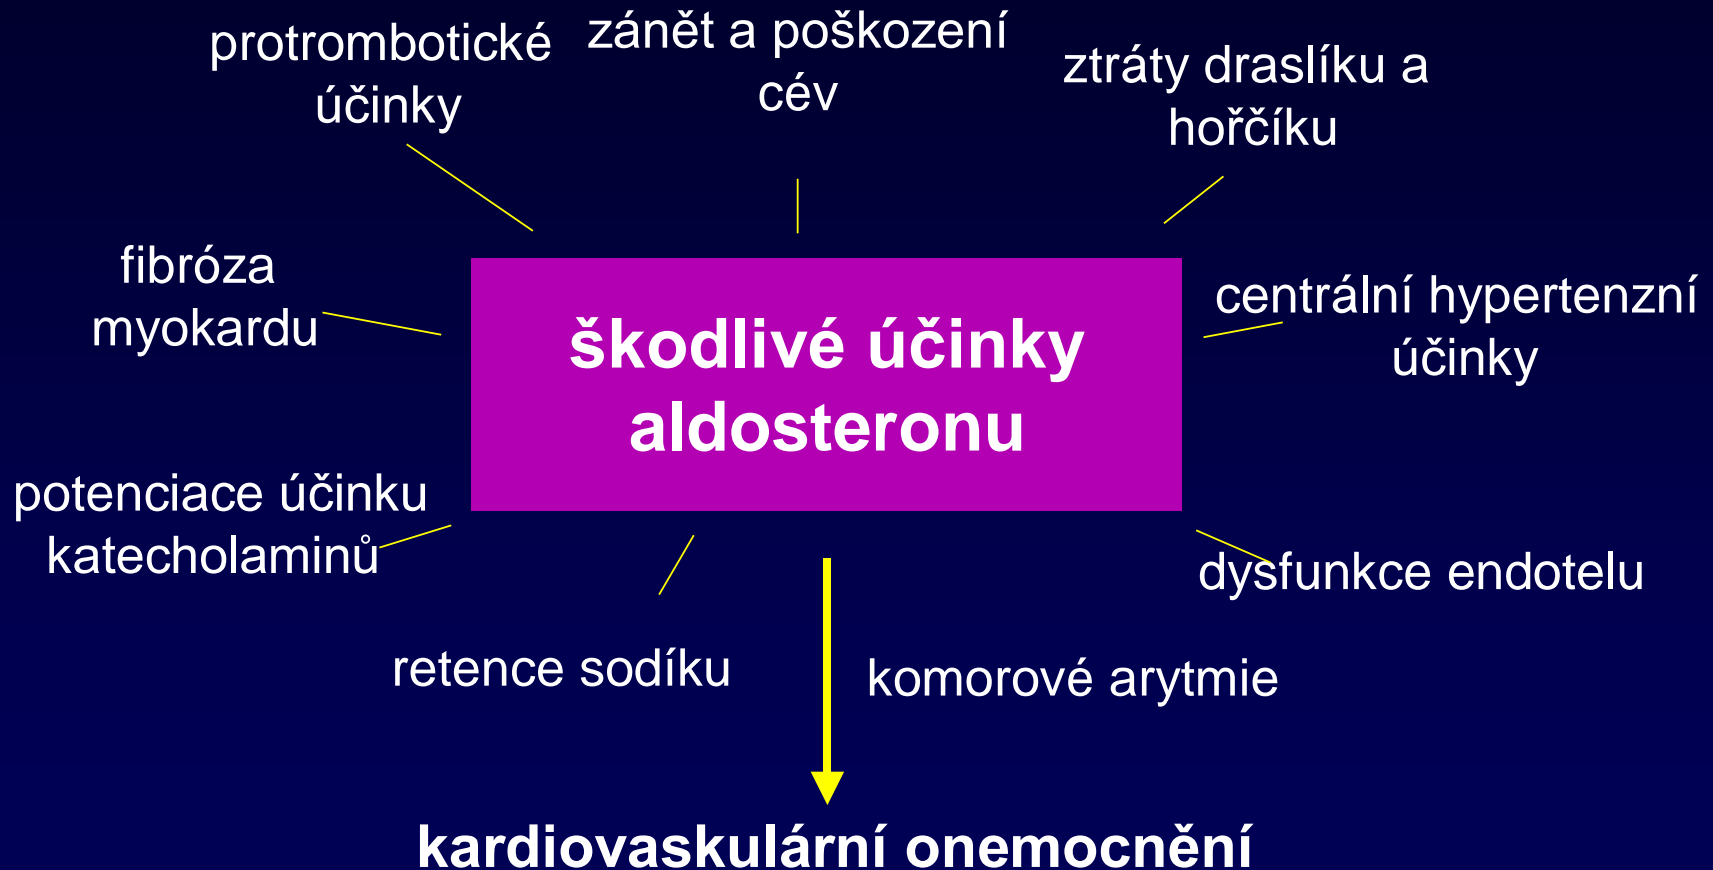 protrombotické
účinky
zánět a poškození
cév
ztráty draslíku a
hořčíku
fibróza
myokardu
škodlivé účinky
aldosteronu
centrální hypertenzní
účinky
potenciace účinku
katecholaminů
dysfunkce endotelu
retence sodíku
komorové arytmie
kardiovaskulární onemocnění